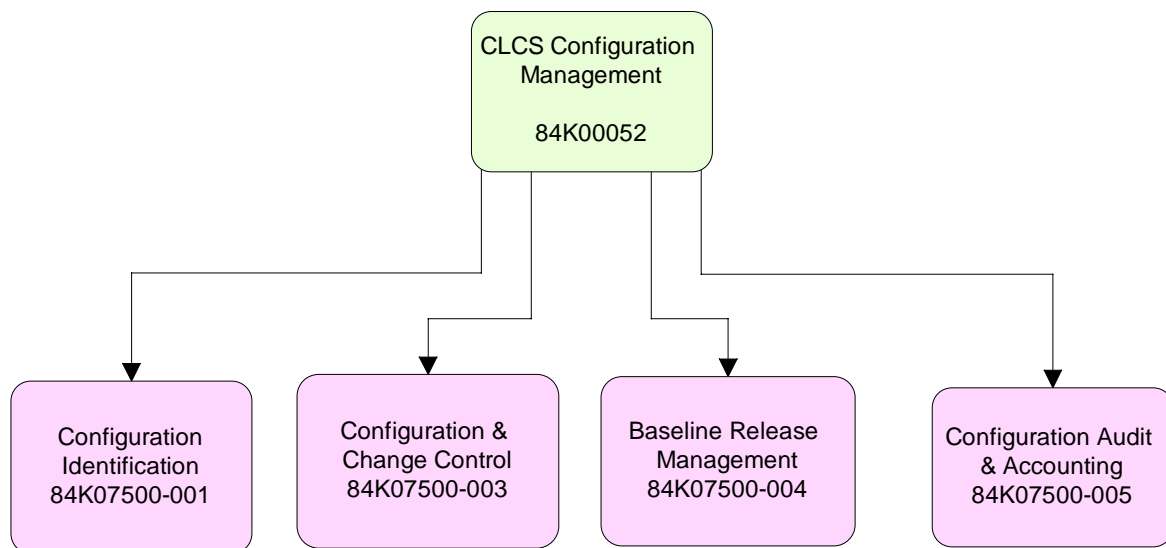 CLCS Configuration
Management
84K00052
Configuration
Identification
84K07500-001
Configuration &
Change Control
84K07500-003
Baseline Release
Management
84K07500-004
Configuration Audit
& Accounting
84K07500-005